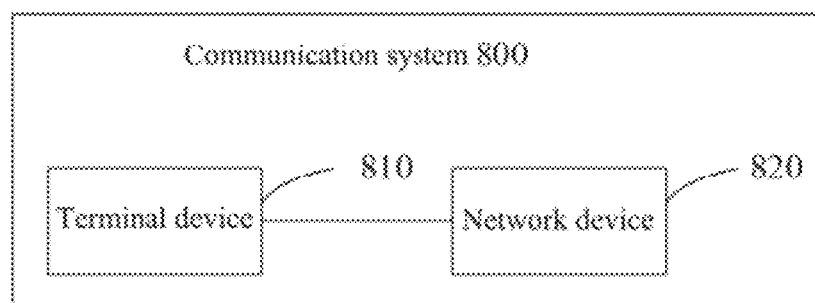 Communication system 800
810
820
Terminal device
Network device